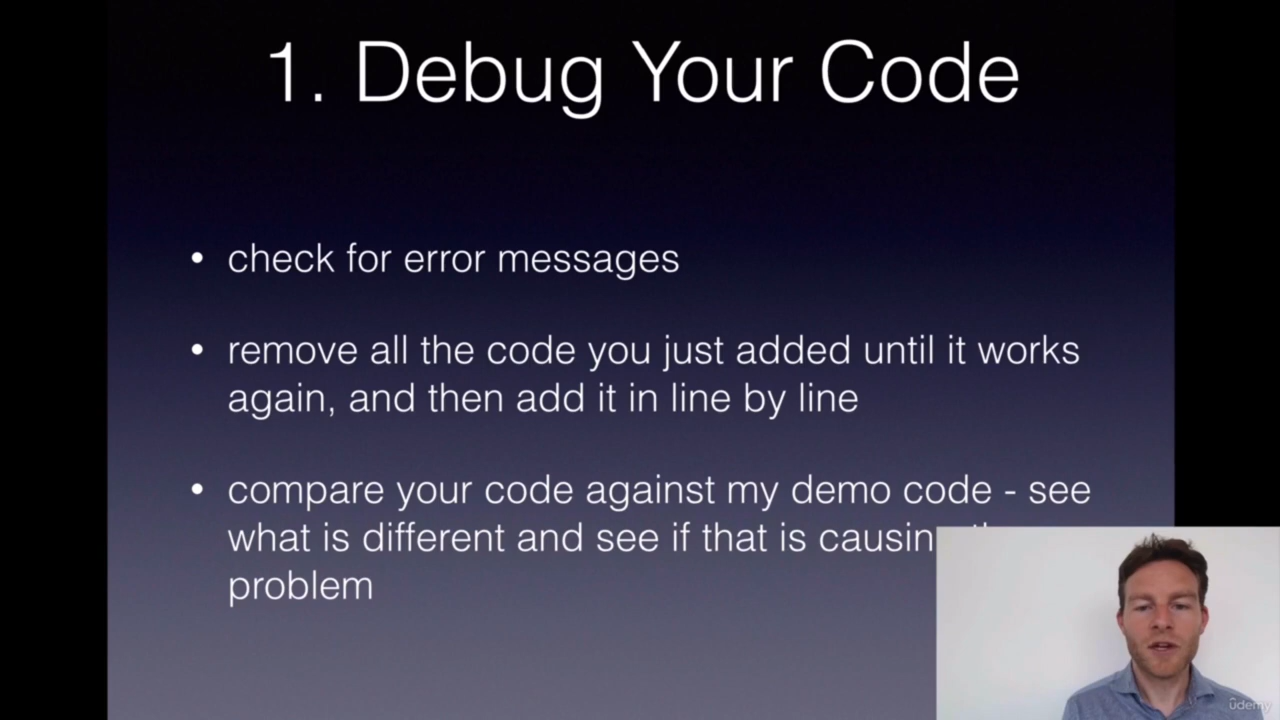 1. Debug Your Code
• check for error messages
• remove all the code you just added until it works
again, and then add it in line by line
• compare your code against my demo code - see
what is different and see if that is causin
problem
udemy